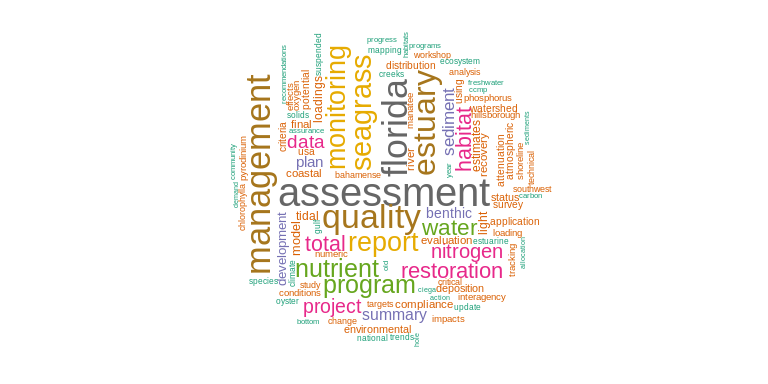 progress
mapping
habitats
programs
workshop
ecosystem
distribution
creeks
analysis
freshwater
ccmp
phosphorus
watershed
hillsborough
recommendations
suspended
effects
oxygen
potential
loadings
solids
final
assurance
criteria
data
usa
plan
coastal
bahamense
monitoring
seagrass
florida
manatee
river
estuary
sediment
year
using
habitat
estimates
recovery
attenuation
atmospheric
shoreline
technical
sediments
southwest
carbon
status
survey
management
community
pyrodinium
demand
chlorophylla
assessment
quality
benthic
water
light
application
loading
tidal
gulf
model
development
total
numeric
report
evaluation
estuarine
nitrogen
tracking
allocation
climate
nutrient
old
restoration
species
study
conditions
program
critical
ciega
deposition
action
interagency
oyster
project
targets
compliance
update
summary
impacts
bottom
change
environmental
national
trends
hole